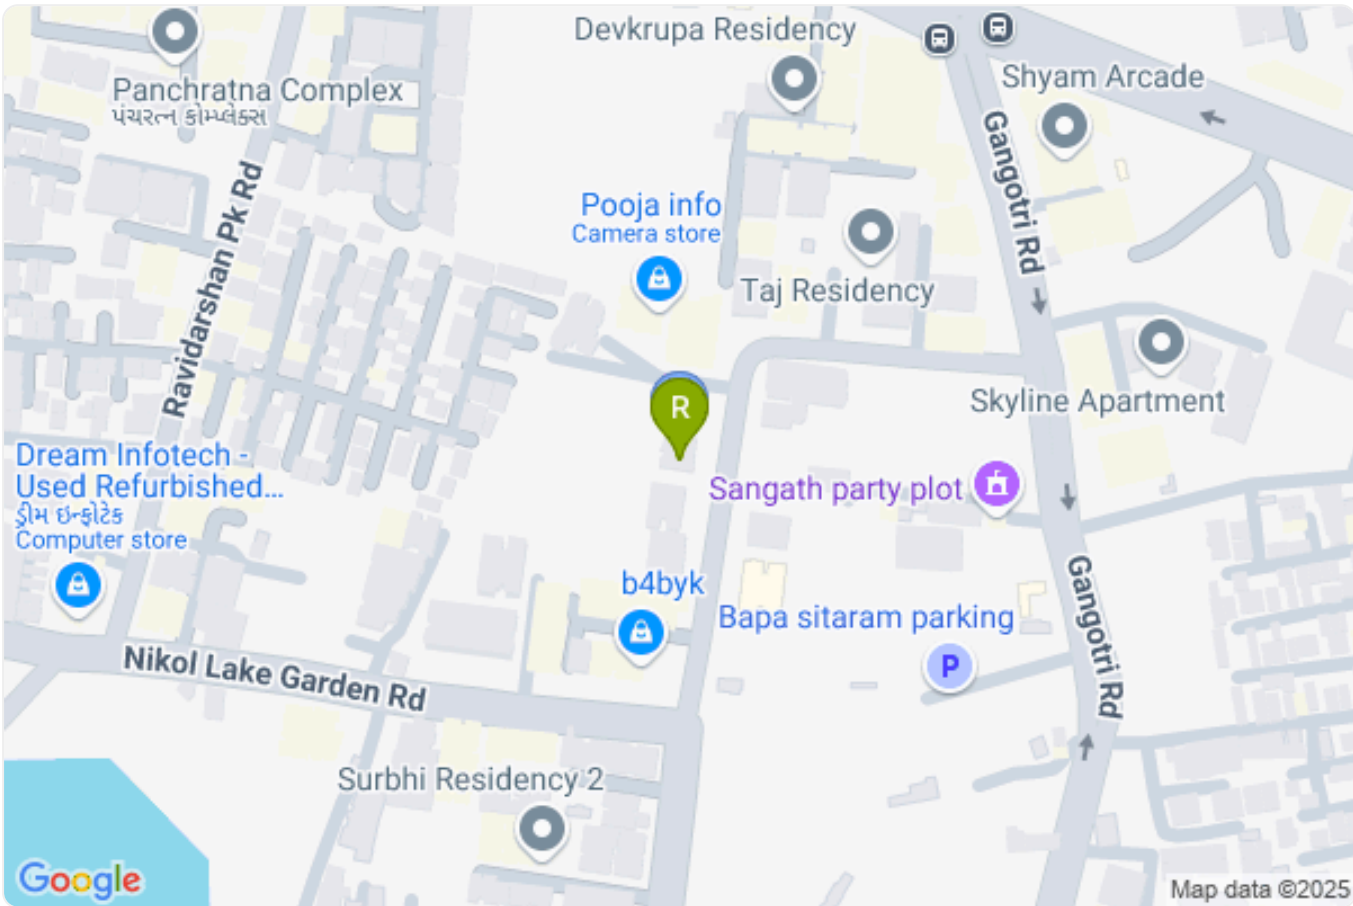 Devkrupa Residency
Shyam Arcade
Panchratna Complex
પંચરત્ન કોમ્પ્લેક્સ
Gangotri Rd
Ravidarshan Pk Rd
Pooja info
Camera store
Taj Residency
R
Skyline Apartment
Dream Infotech -
Used Refurbished...
ડ્રીમ ઇન્ફોટેક
Computer store
Sangath party plot
b4byk
Bapa sitaram parking
P
Gangotri Rd
Nikol Lake Garden Rd
Surbhi Residency 2
Google
Map data ©2025